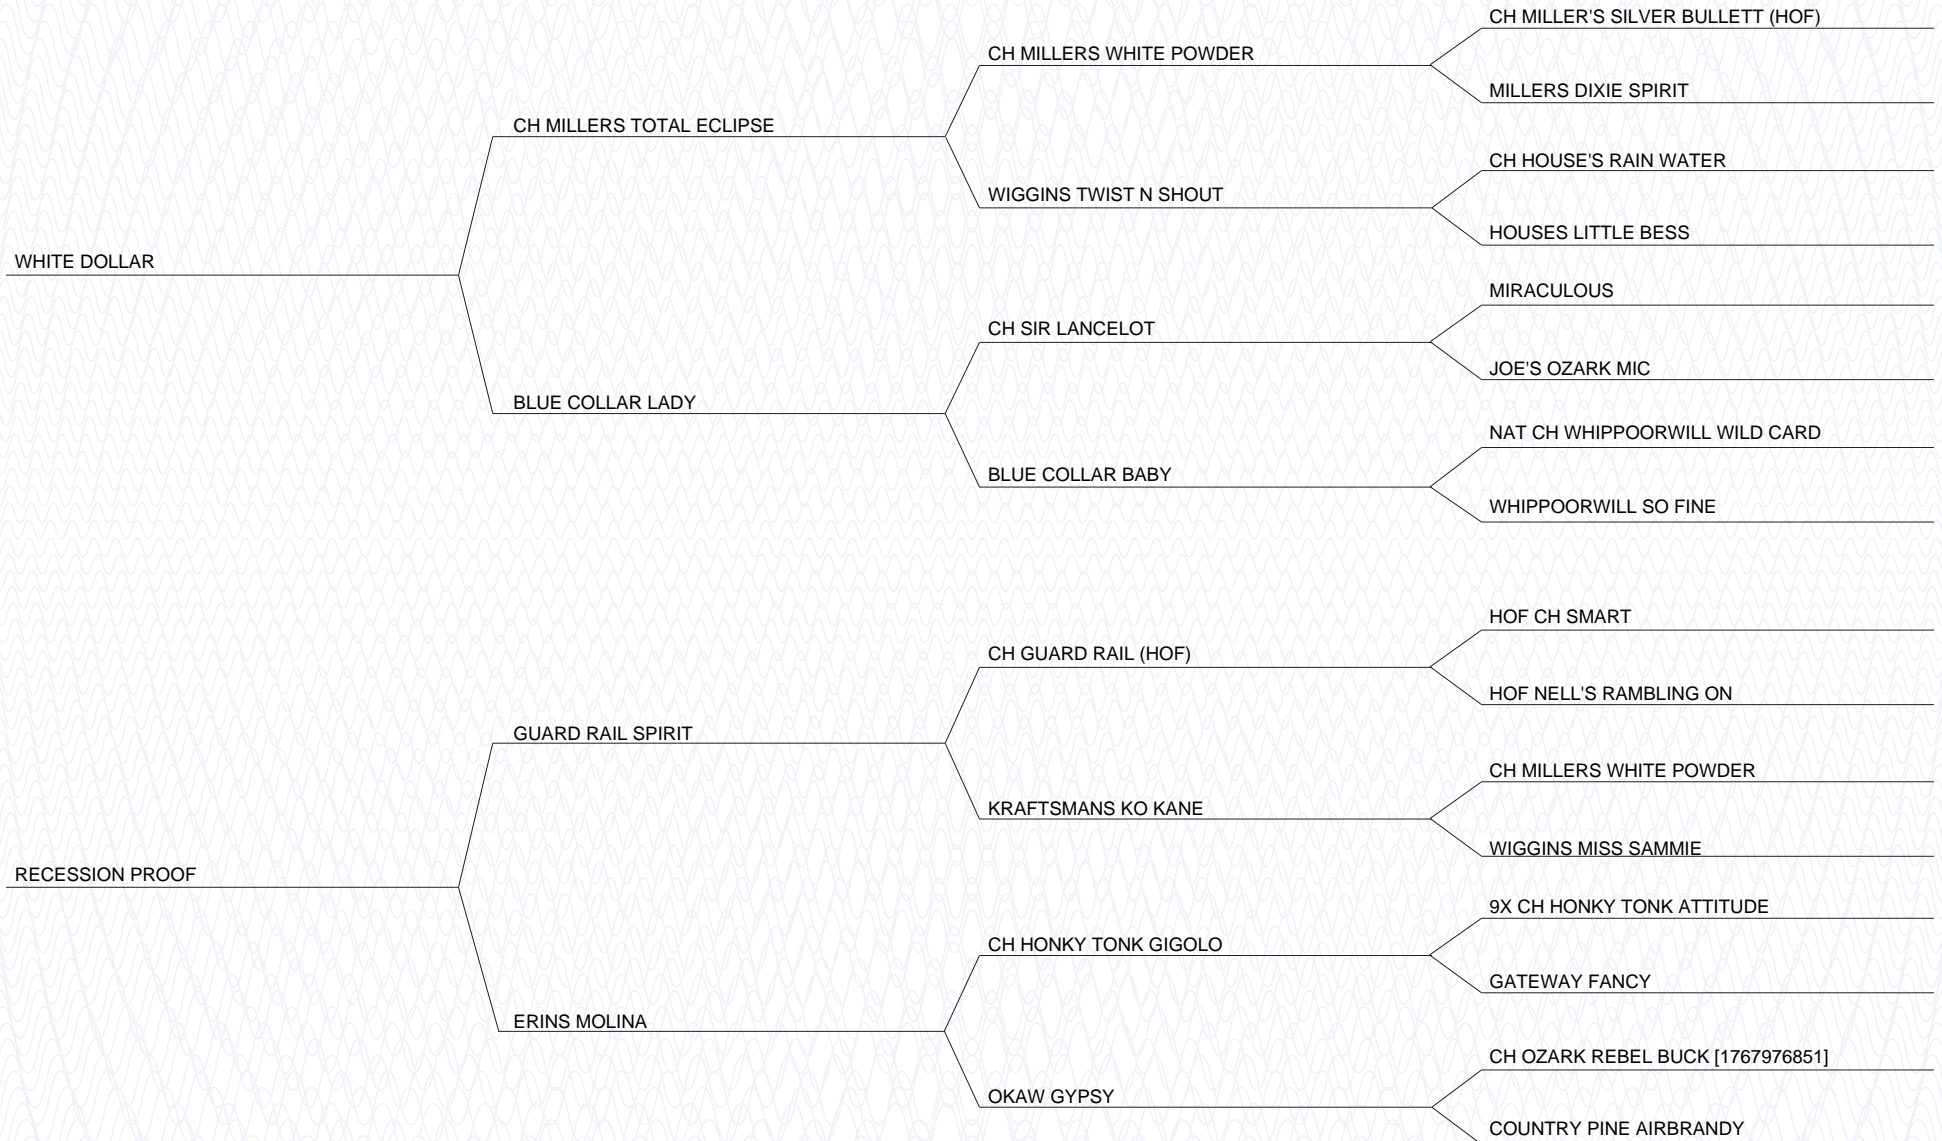 CH MILLER'S SILVER BULLETT (HOF)
CH MILLERS WHITE POWDER
MILLERS DIXIE SPIRIT
CH MILLERS TOTAL ECLIPSE
CH HOUSE'S RAIN WATER
WIGGINS TWIST N SHOUT
HOUSES LITTLE BESS
WHITE DOLLAR
MIRACULOUS
CH SIR LANCELOT
JOE'S OZARK MIC
BLUE COLLAR LADY
NAT CH WHIPPOORWILL WILD CARD
BLUE COLLAR BABY
WHIPPOORWILL SO FINE
HOF CH SMART
CH GUARD RAIL (HOF)
HOF NELL'S RAMBLING ON
GUARD RAIL SPIRIT
CH MILLERS WHITE POWDER
KRAFTSMANS KO KANE
WIGGINS MISS SAMMIE
RECESSION PROOF
9X CH HONKY TONK ATTITUDE
CH HONKY TONK GIGOLO
GATEWAY FANCY
ERINS MOLINA
CH OZARK REBEL BUCK [1767976851]
OKAW GYPSY
COUNTRY PINE AIRBRANDY